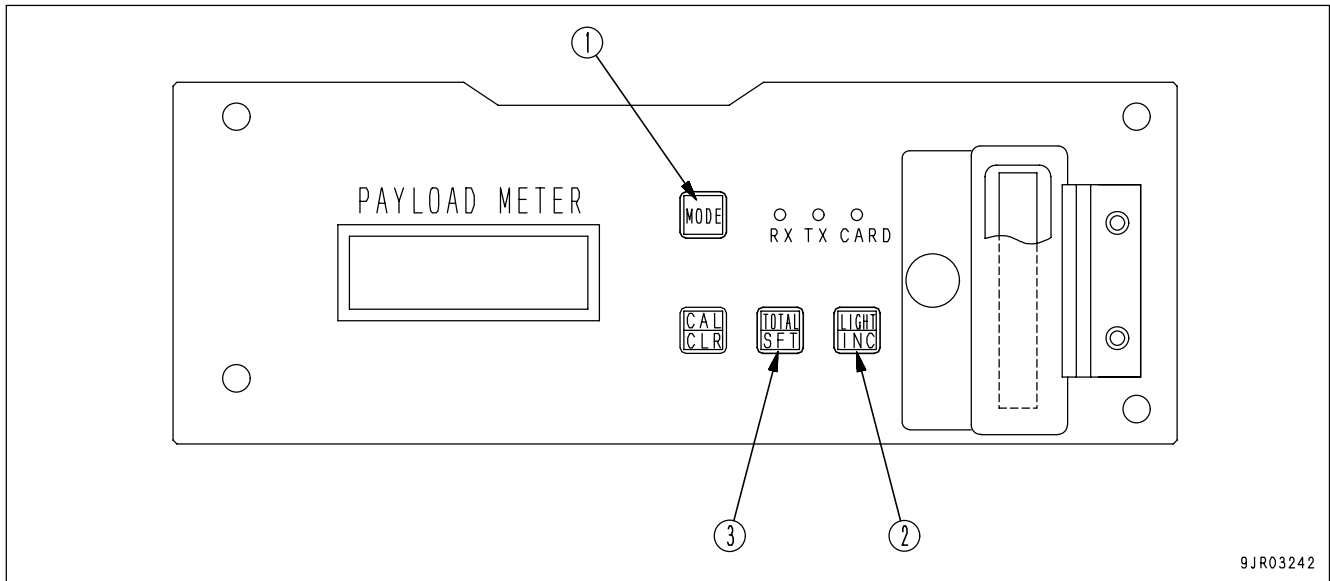 1
PAYLOAD METER
MODE
RX TX CARD
CAL
CLR
TOTAL
SFT
LIGHT
INC
3
2
9JR03242